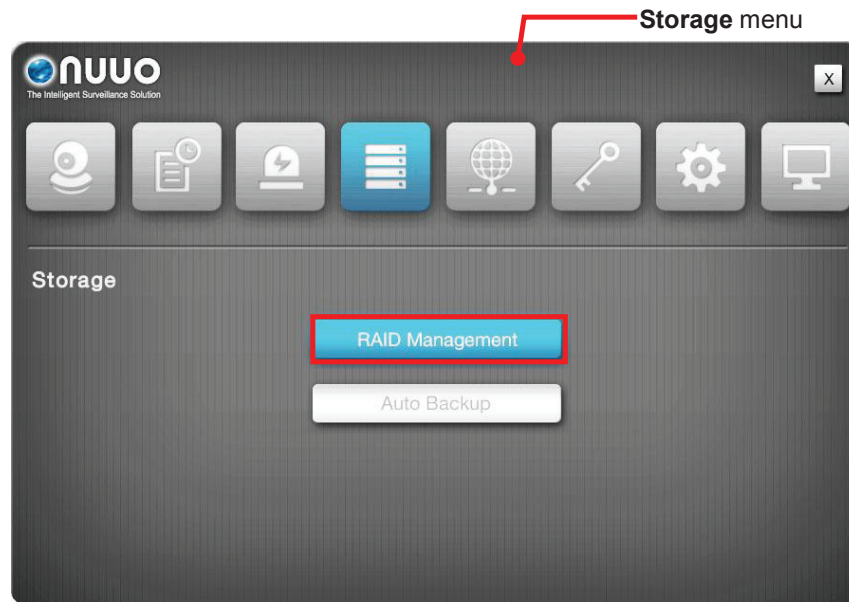 Storage menu
nuuo
The Intelligent Surveillance Solution
X
Storage
RAID Management
Auto Backup